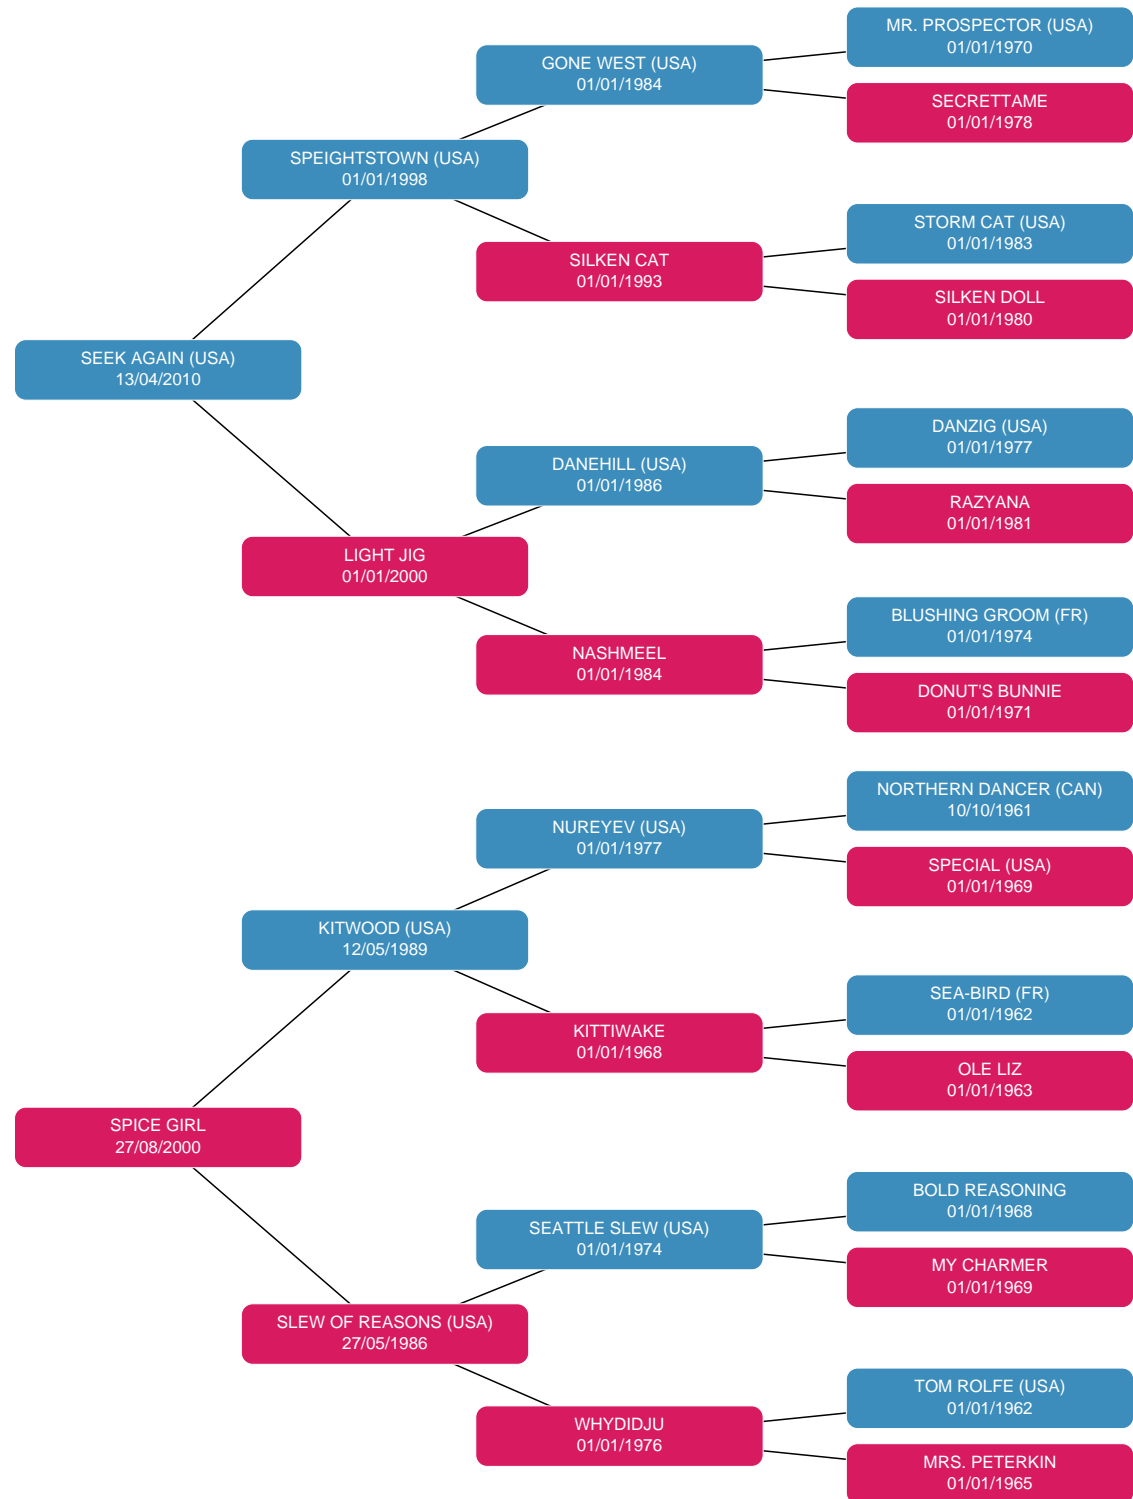 MR. PROSPECTOR (USA)
01/01/1970
GONE WEST (USA)
01/01/1984
SECRETTAME
01/01/1978
SPEIGHTSTOWN (USA)
01/01/1998
STORM CAT (USA)
01/01/1983
SILKEN CAT
01/01/1993
SILKEN DOLL
01/01/1980
SEEK AGAIN (USA)
13/04/2010
DANZIG (USA)
01/01/1977
DANEHILL (USA)
01/01/1986
RAZYANA
01/01/1981
LIGHT JIG
01/01/2000
BLUSHING GROOM (FR)
01/01/1974
NASHMEEL
01/01/1984
DONUT'S BUNNIE
01/01/1971
NORTHERN DANCER (CAN)
10/10/1961
NUREYEV (USA)
01/01/1977
SPECIAL (USA)
01/01/1969
KITWOOD (USA)
12/05/1989
SEA-BIRD (FR)
01/01/1962
KITTIWAKE
01/01/1968
OLE LIZ
01/01/1963
SPICE GIRL
27/08/2000
BOLD REASONING
01/01/1968
SEATTLE SLEW (USA)
01/01/1974
MY CHARMER
01/01/1969
SLEW OF REASONS (USA)
27/05/1986
TOM ROLFE (USA)
01/01/1962
WHYDIDJU
01/01/1976
MRS. PETERKIN
01/01/1965